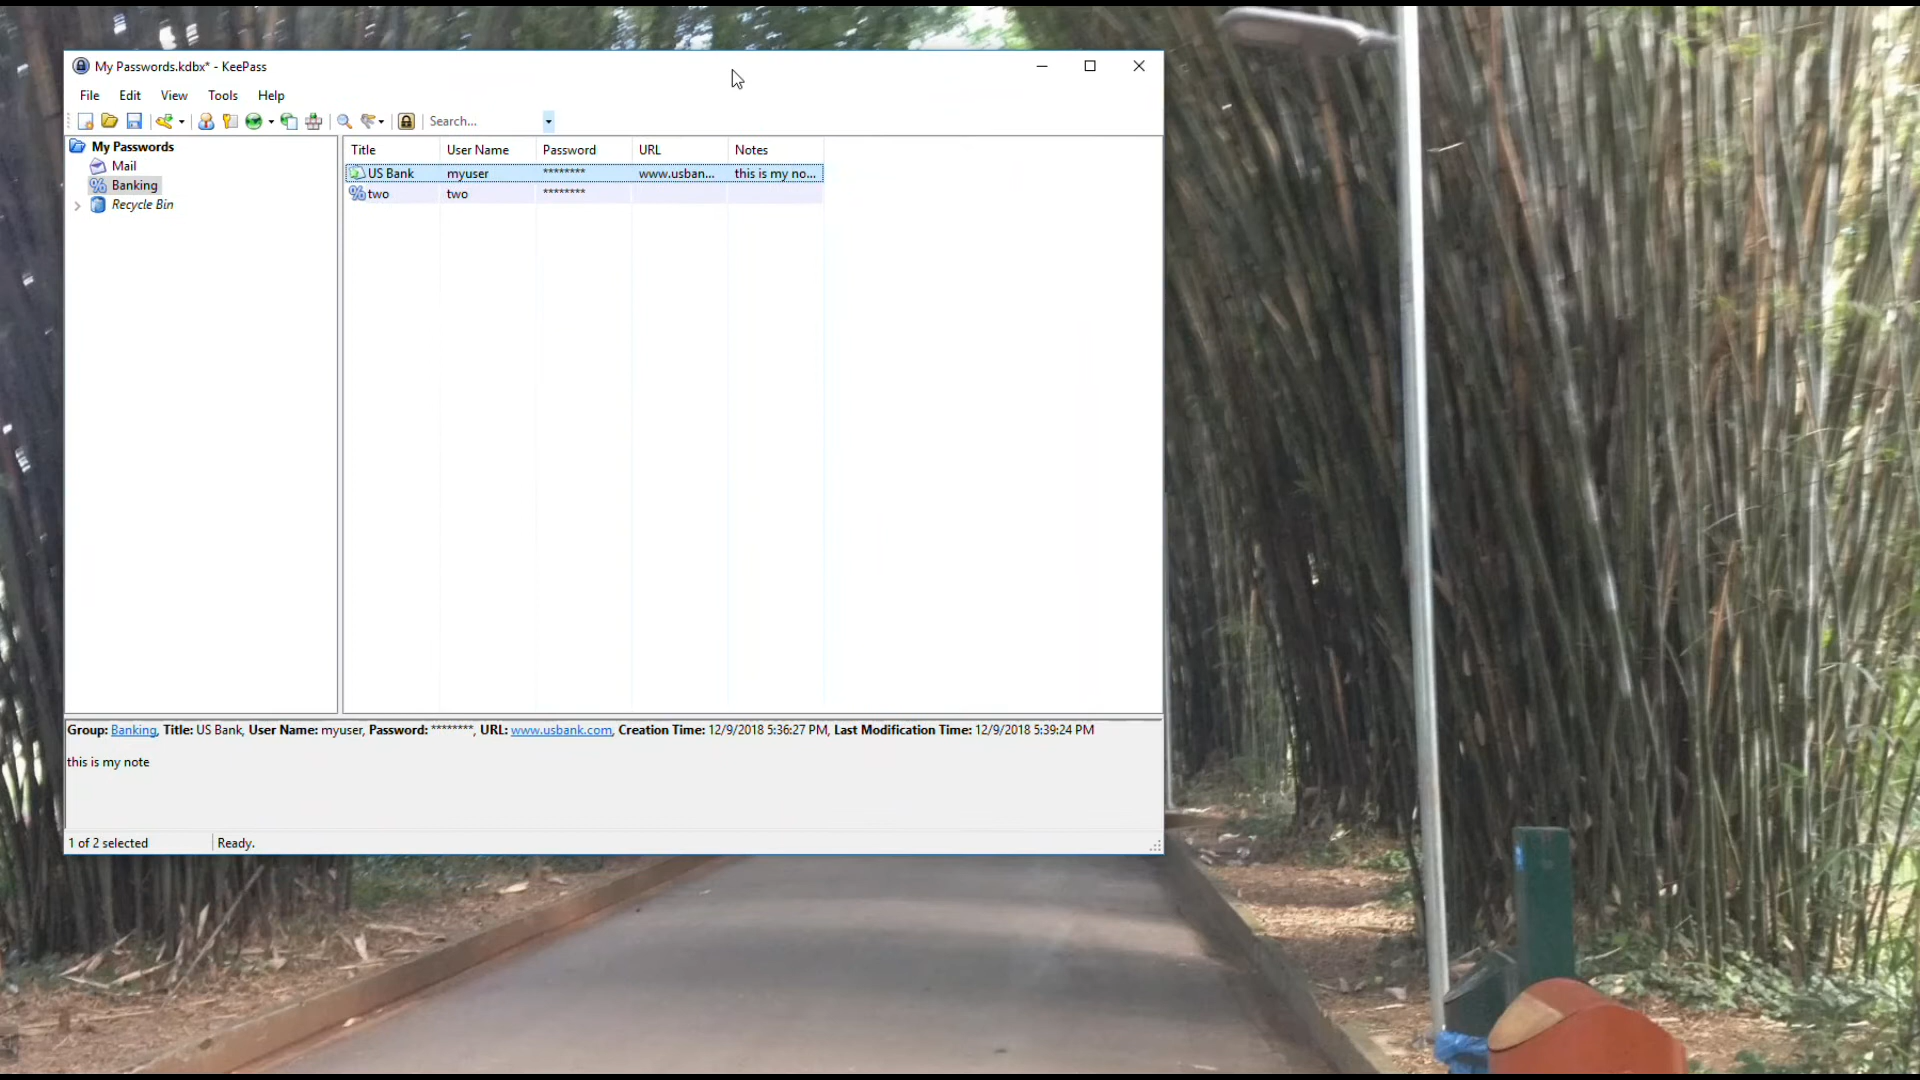 My Passwords.kdbx* - KeePass
File Edit View Tools Help
Search...
My Passwords
Mail
Banking
Recycle Bin
Title User Name Password URL Notes
US Bank myuser ******** www.usban... this is my no...
two two ********
Group: Banking, Title: US Bank, User Name: myuser, Password: ********, URL: www.usbank.com, Creation Time: 12/9/2018 5:36:27 PM, Last Modification Time: 12/9/2018 5:39:24 PM
this is my note
1 of 2 selected Ready.